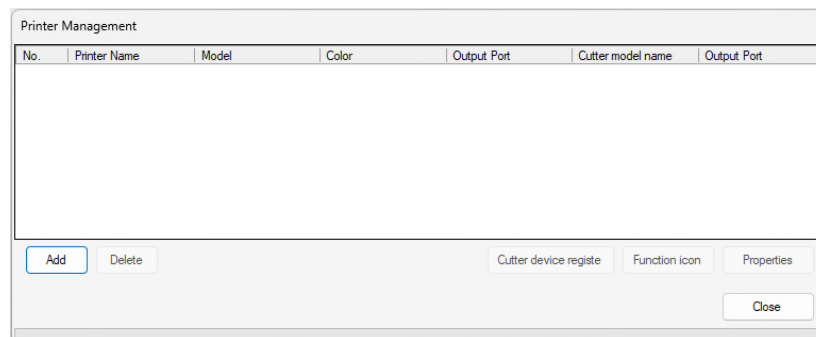 Printer Management
No. Printer Name Model Color Output Port Cutter model name Output Port
Add Delete Cutter device registe Function icon Properties
Close